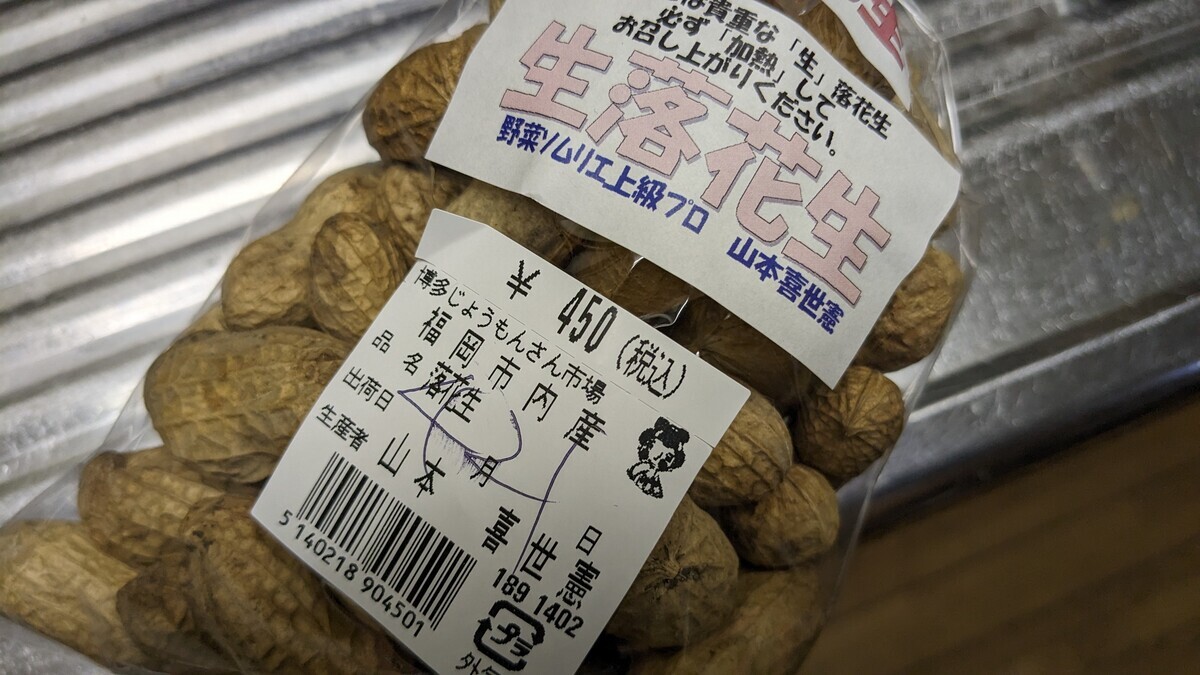 は貴重な「生」落花生
必ず「加熱」して
お召し上がりください。
生落花生
野菜ソムリエ上級プロ 山本喜世憲
生
¥ 450 (税込)
博多じょうもんさん市場
福岡市内産
品名 落花生
出荷日 月 日
生産者 山本 喜世憲
189 1402
5 140218 904501
プラ